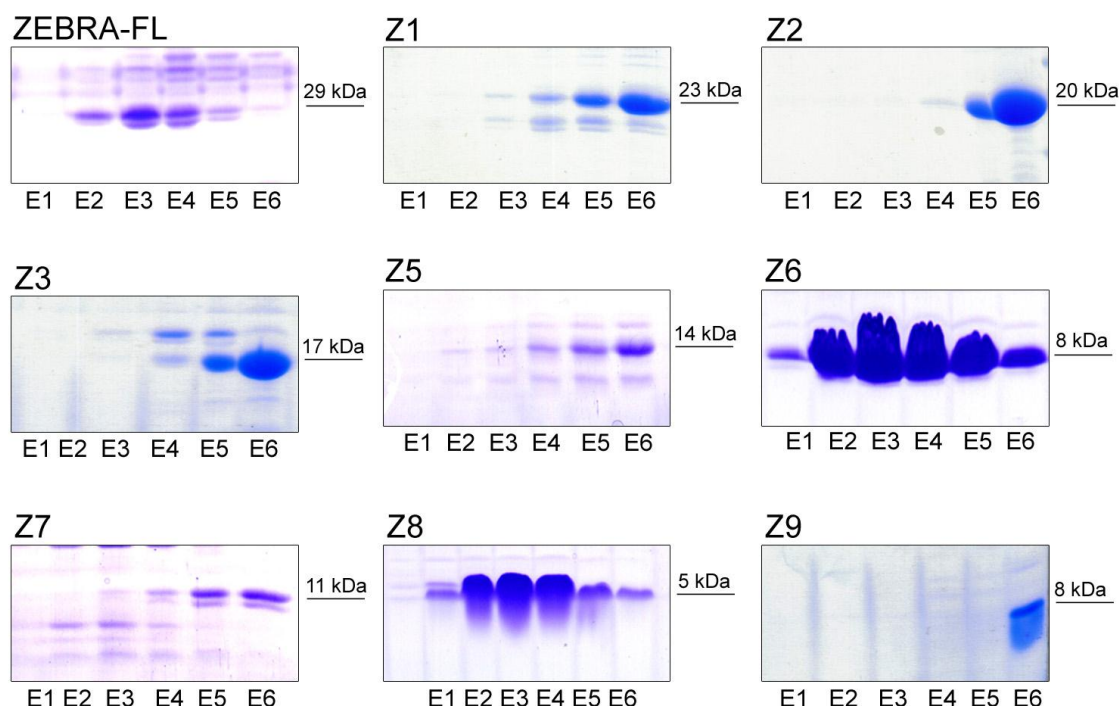 ZEBRA-FL
29 kDa
E1 E2 E3 E4 E5 E6
Z1
23 kDa
E1 E2 E3 E4 E5 E6
Z2
20 kDa
E1 E2 E3 E4 E5 E6
Z3
17 kDa
E1 E2 E3 E4 E5 E6
Z5
14 kDa
E1 E2 E3 E4 E5 E6
Z6
8 kDa
E1 E2 E3 E4 E5 E6
Z7
11 kDa
E1 E2 E3 E4 E5 E6
Z8
5 kDa
E1 E2 E3 E4 E5 E6
Z9
8 kDa
E1 E2 E3 E4 E5 E6